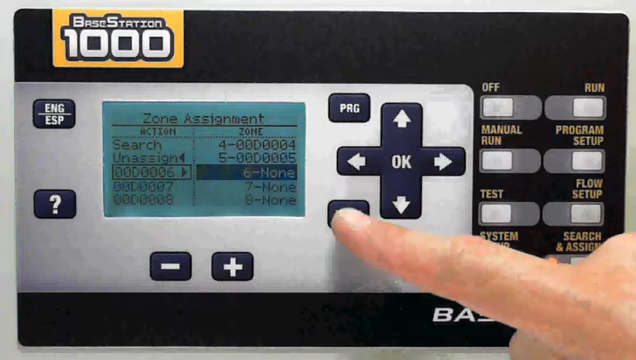 BASESTATION
1000
ENG
ESP
Zone Assignment
ACTION ZONE
Search 4-00D0004
Unassign 5-00D0005
00D0006 6-None
00D0007 7-None
00D0008 8-None
?
-
+
PRG
OK
OFF RUN
MANUAL RUN
PROGRAM SETUP
TEST
FLOW SETUP
SYSTEM
SEARCH & ASSIGN